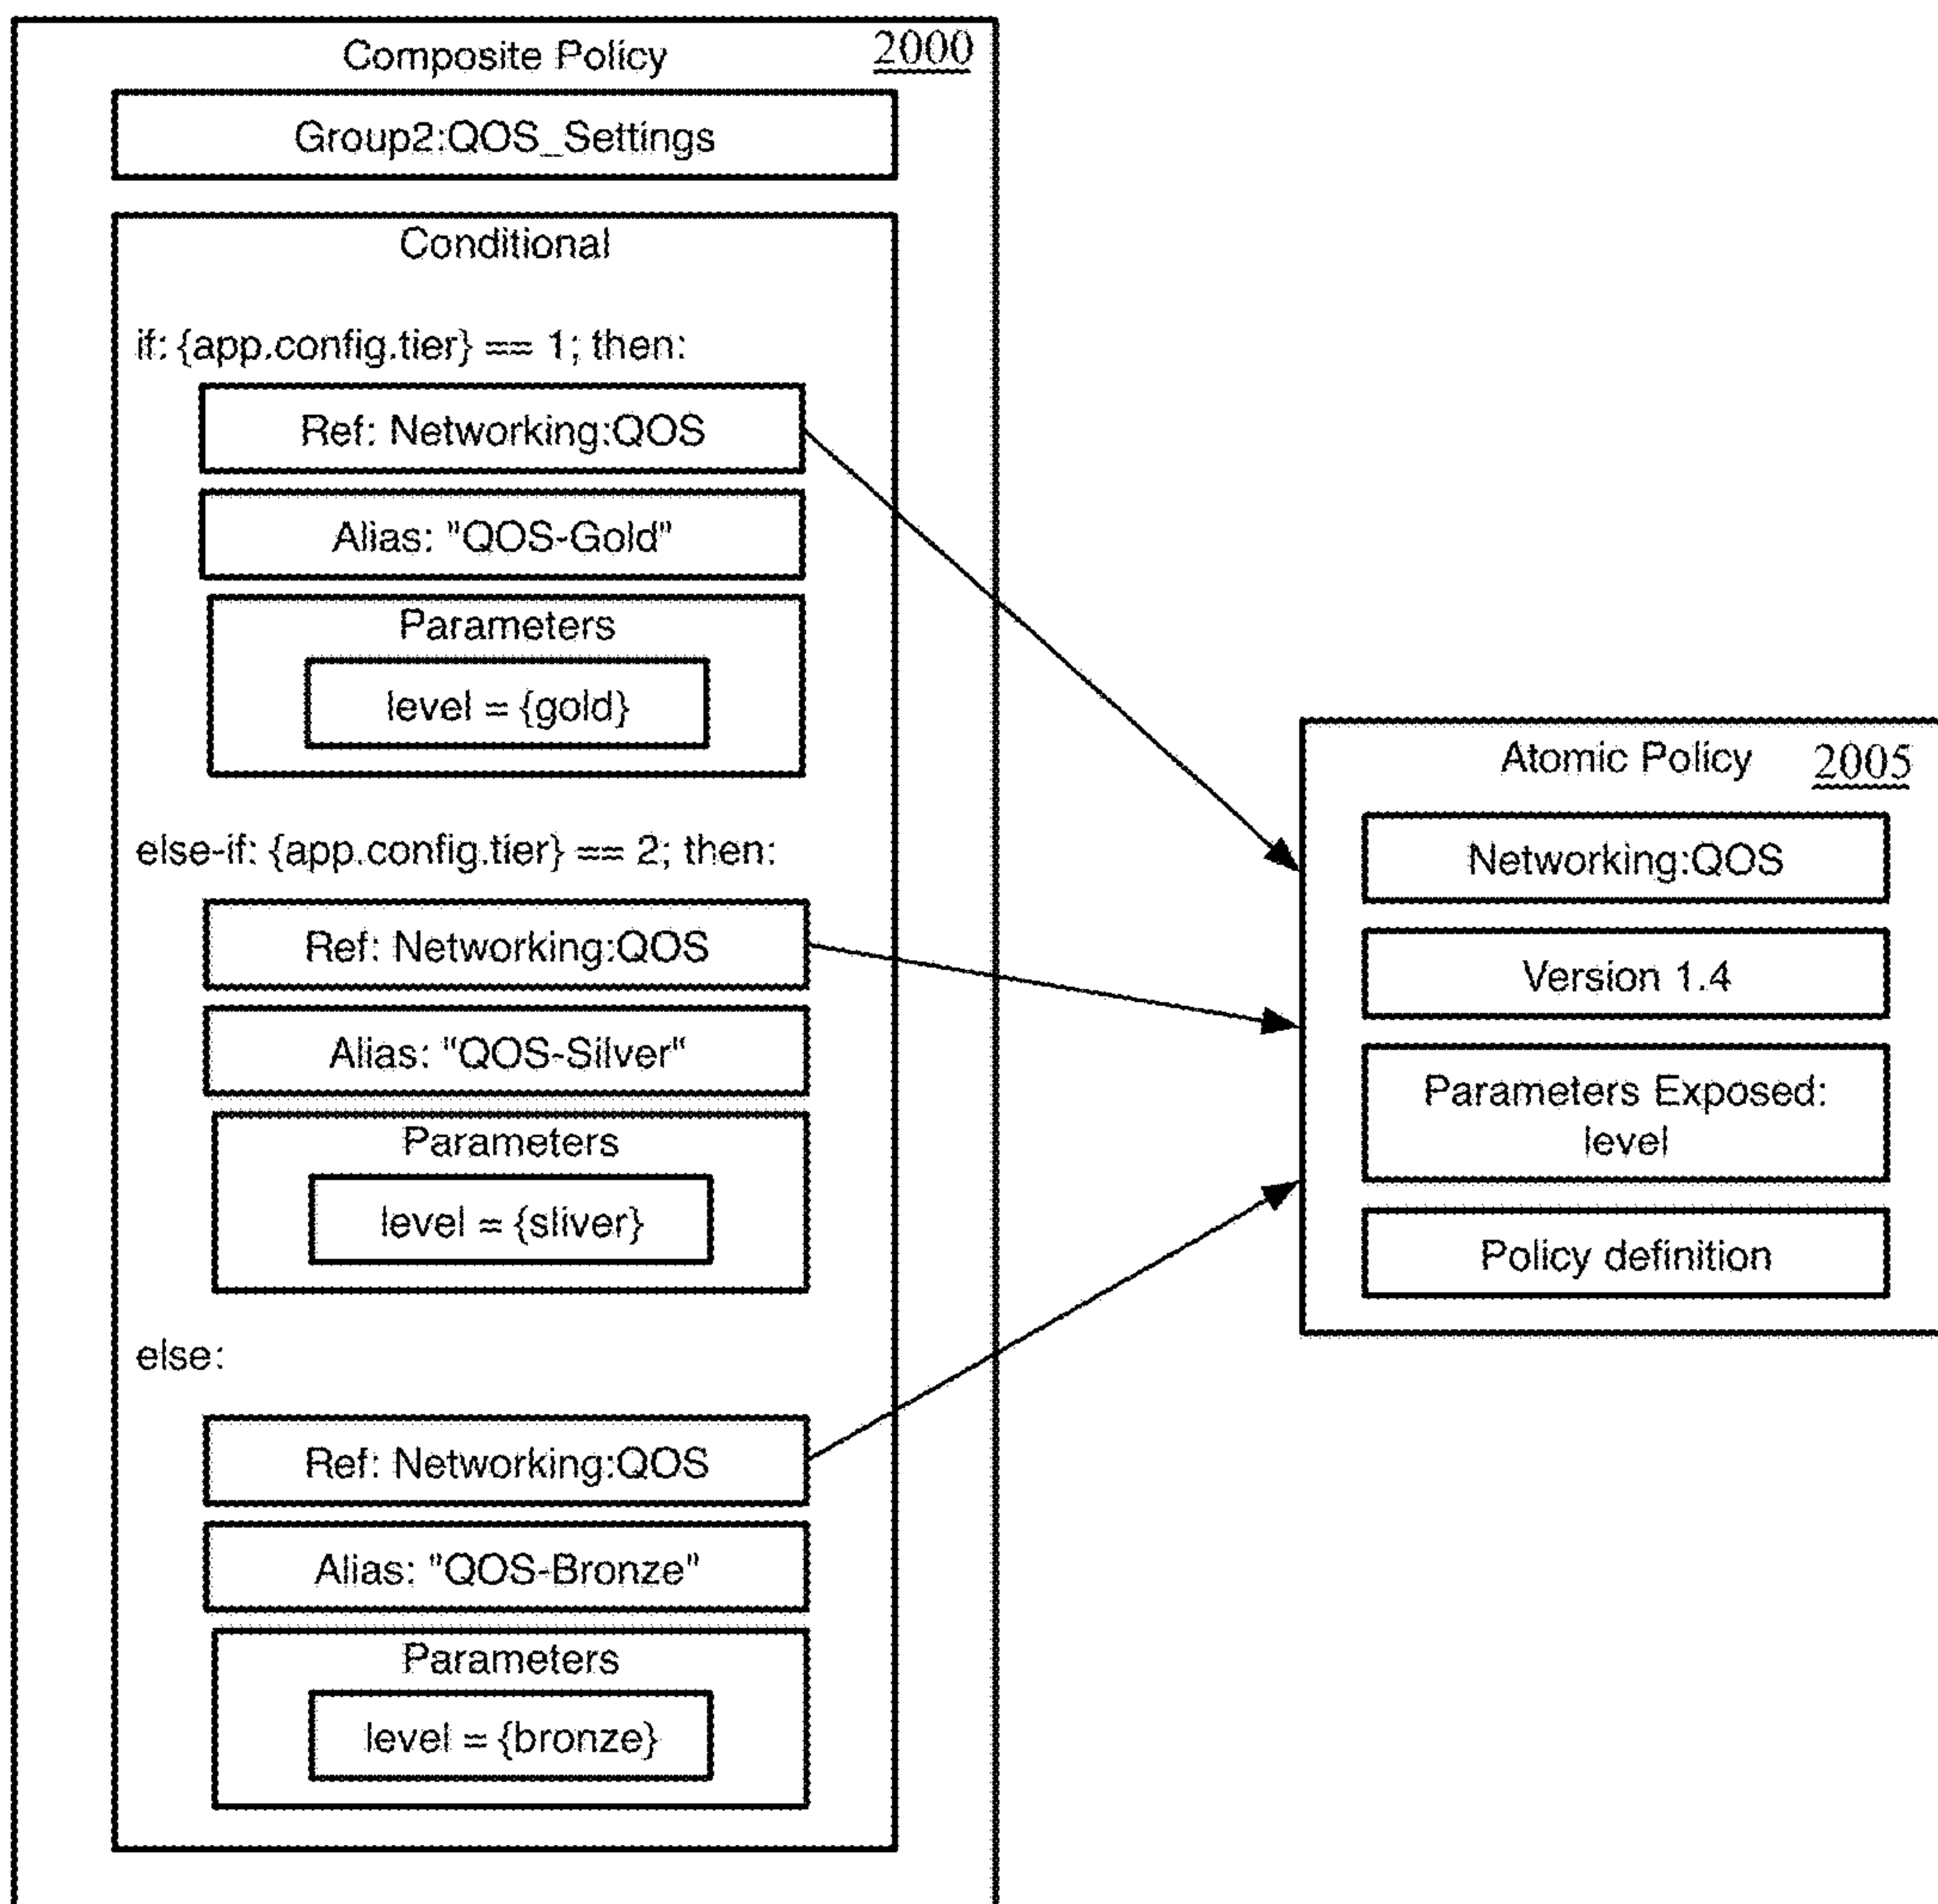 Composite Policy 2000
Group2:QOS_Settings
Conditional
if: {app.config.tier} == 1; then:
Ref: Networking:QOS
Alias: "QOS-Gold"
Parameters
level = {gold}
else-if: {app.config.tier} == 2; then:
Ref: Networking:QOS
Alias: "QOS-Silver"
Parameters
level = {sliver}
else:
Ref: Networking:QOS
Alias: "QOS-Bronze"
Parameters
level = {bronze}
Atomic Policy 2005
Networking:QOS
Version 1.4
Parameters Exposed:
level
Policy definition